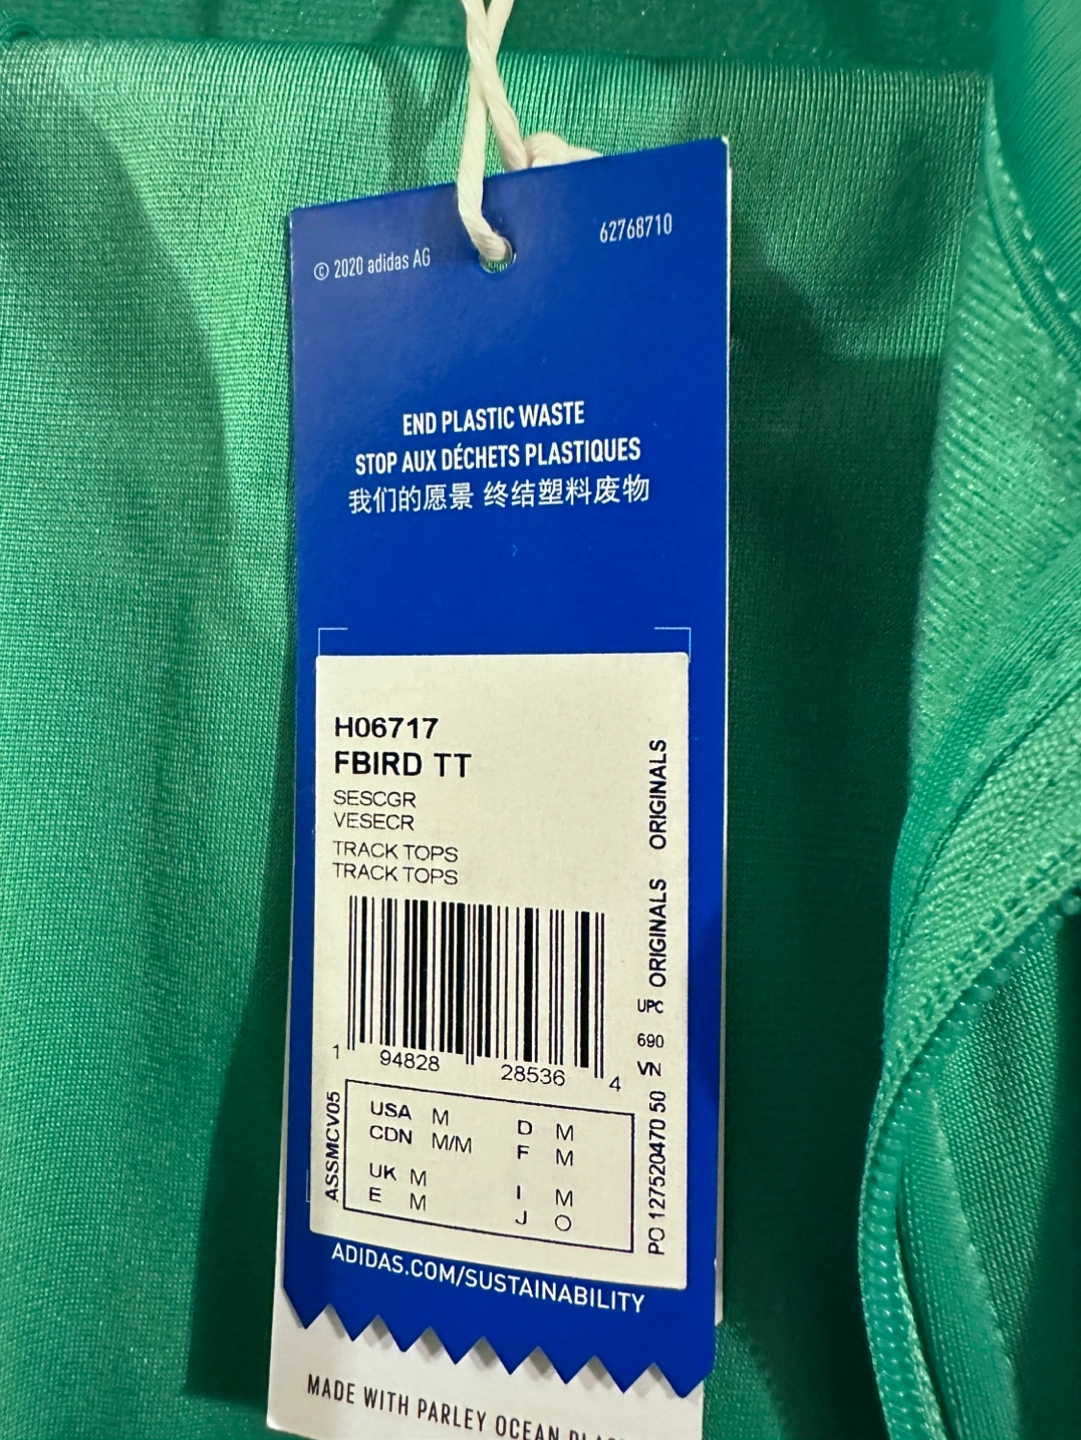 © 2020 adidas AG
62768710
END PLASTIC WASTE
STOP AUX DÉCHETS PLASTIQUES
我们的愿景 终结塑料废物
H06717
FBIRD TT
SESCGR
VESECR
TRACK TOPS
TRACK TOPS
ORIGINALS ORIGINALS
UPC
690
VN
1 94828 28536 4
PO 127520470 50
ASSMCV05
USA M
CDN M/M
UK M
E M
D M
F M
I M
J O
ADIDAS.COM/SUSTAINABILITY
MADE WITH PARLEY OCEAN